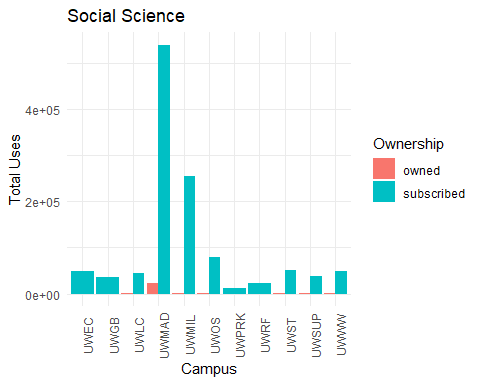 Social Science
Total Uses
4e+05
2e+05
0e+00
UWEC
UWGB
UWLC
UWMAD
UWMIL
UWOS
UWPRK
UWRF
UWST
UWSUP
UWWW
Campus
Ownership
owned
subscribed